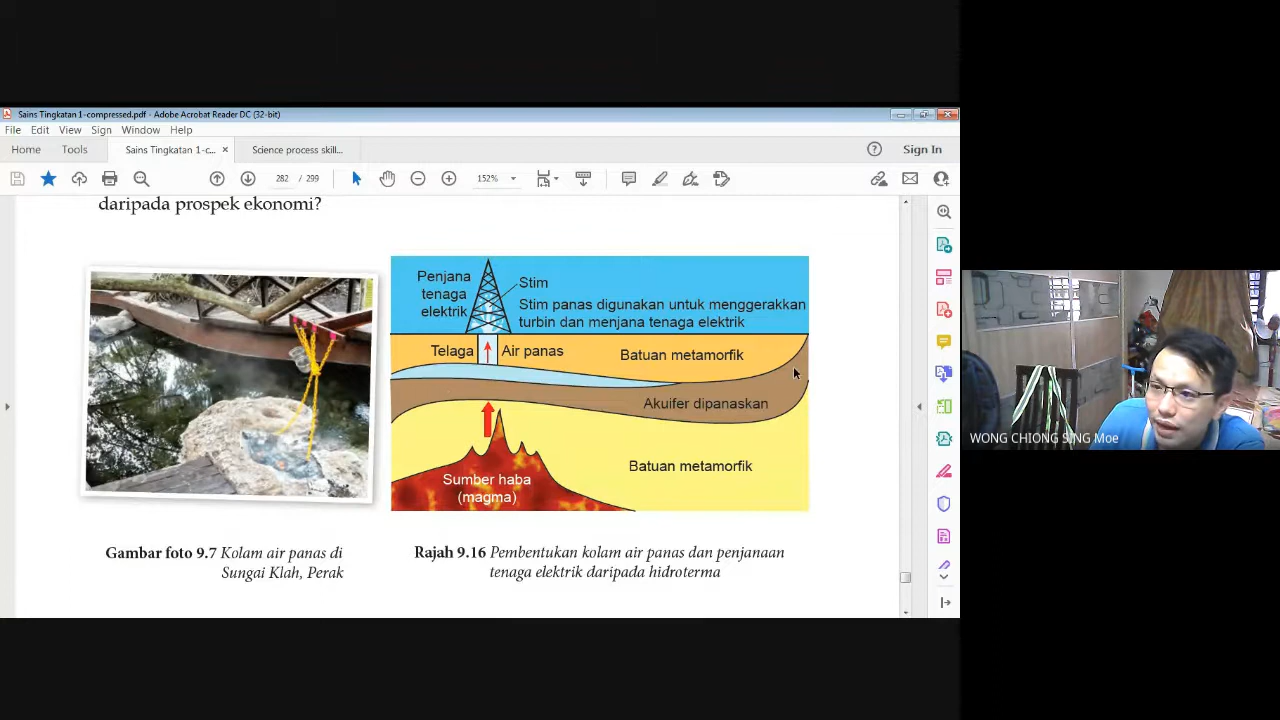 Sains Tingkatan 1-compressed.pdf - Adobe Acrobat Reader DC (32-bit)
File Edit View Sign Window Help
Home Tools Sains Tingkatan 1-c... × Science process skill... Sign In
282 / 299 152%
daripada prospek ekonomi?
Penjana
tenaga
elektrik
Stim
Stim panas digunakan untuk menggerakkan
turbin dan menjana tenaga elektrik
Telaga
Air panas
Batuan metamorfik
Akuifer dipanaskan
Batuan metamorfik
Sumber haba
(magma)
Gambar foto 9.7 Kolam air panas di
Sungai Klah, Perak
Rajah 9.16 Pembentukan kolam air panas dan penjanaan
tenaga elektrik daripada hidroterma
WONG CHIONG SING Moe